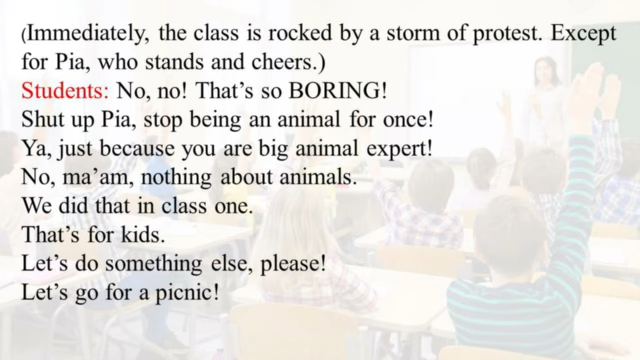 (Immediately, the class is rocked by a storm of protest. Except
for Pia, who stands and cheers.)
Students: No, no! That’s so BORING!
Shut up Pia, stop being an animal for once!
Ya, just because you are big animal expert!
No, ma’am, nothing about animals.
We did that in class one.
That’s for kids.
Let’s do something else, please!
Let’s go for a picnic!